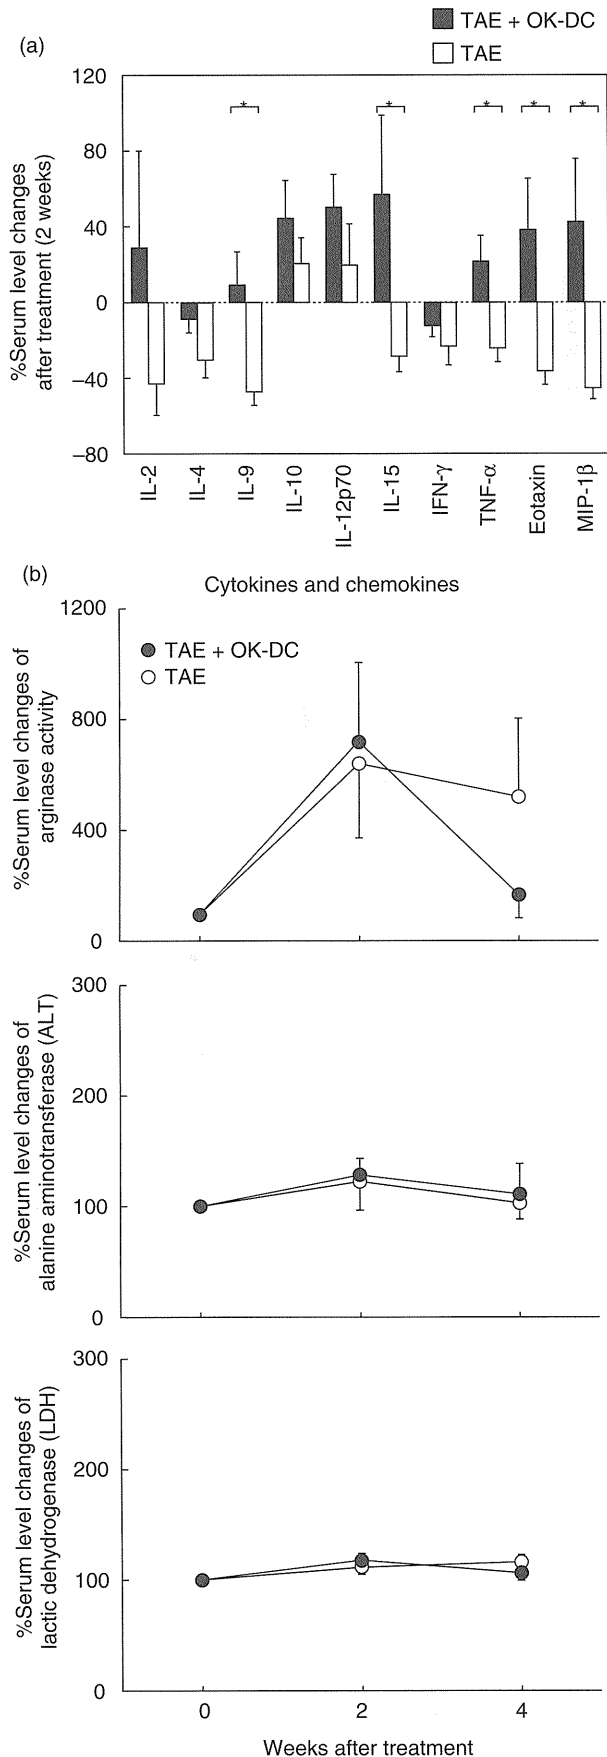 (a)
TAE + OK-DC
TAE
%Serum level changes
after treatment (2 weeks)
120
80
40
0
–40
–80
* * * * *
IL-2 IL-4 IL-9 IL-10 IL-12p70 IL-15 IFN-γ TNF-α Eotaxin MIP-1β
Cytokines and chemokines
(b)
%Serum level changes of
arginase activity
1200
800
400
0
TAE + OK-DC
TAE
%Serum level changes of
alanine aminotransferase (ALT)
300
200
100
0
%Serum level changes of
lactic dehydrogenase (LDH)
300
200
100
0
0 2 4
Weeks after treatment